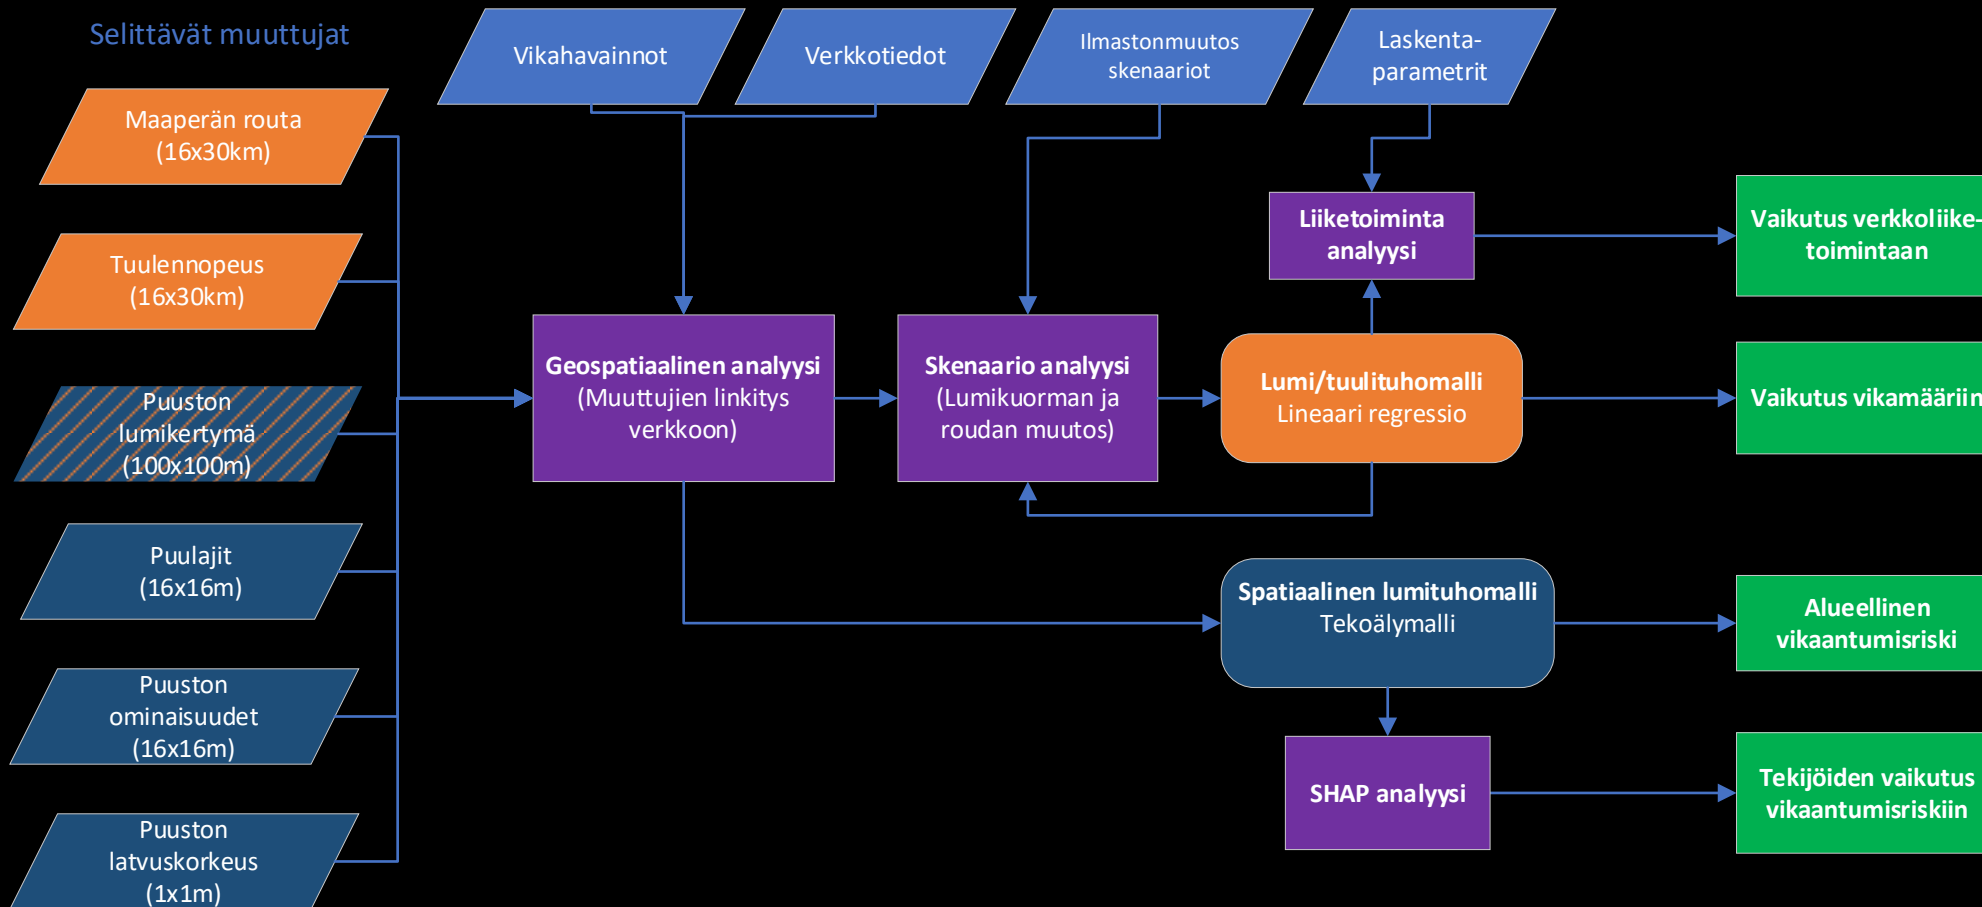 Selittävät muuttujat
Vikahavainnot
Verkkotiedot
Ilmastonmuutos
skenaariot
Laskenta-
parametrit
Maaperän routa
(16x30km)
Tuulennopeus
(16x30km)
Puuston
lumikertymä
(100x100m)
Puulajit
(16x16m)
Puuston
ominaisuudet
(16x16m)
Puuston
latvuskorkeus
(1x1m)
Geospatiaalinen analyysi
(Muuttujien linkitys
verkkoon)
Skenaario analyysi
(Lumikuorman ja
roudan muutos)
Liiketoiminta
analyysi
Lumi/tuulituhomalli
Lineaari regressio
Spatiaalinen lumituhomalli
Tekoälymalli
SHAP analyysi
Vaikutus verkkoliike-
toimintaan
Vaikutus vikamääriin
Alueellinen
vikaantumisriski
Tekijöiden vaikutus
vikaantumisriskiin